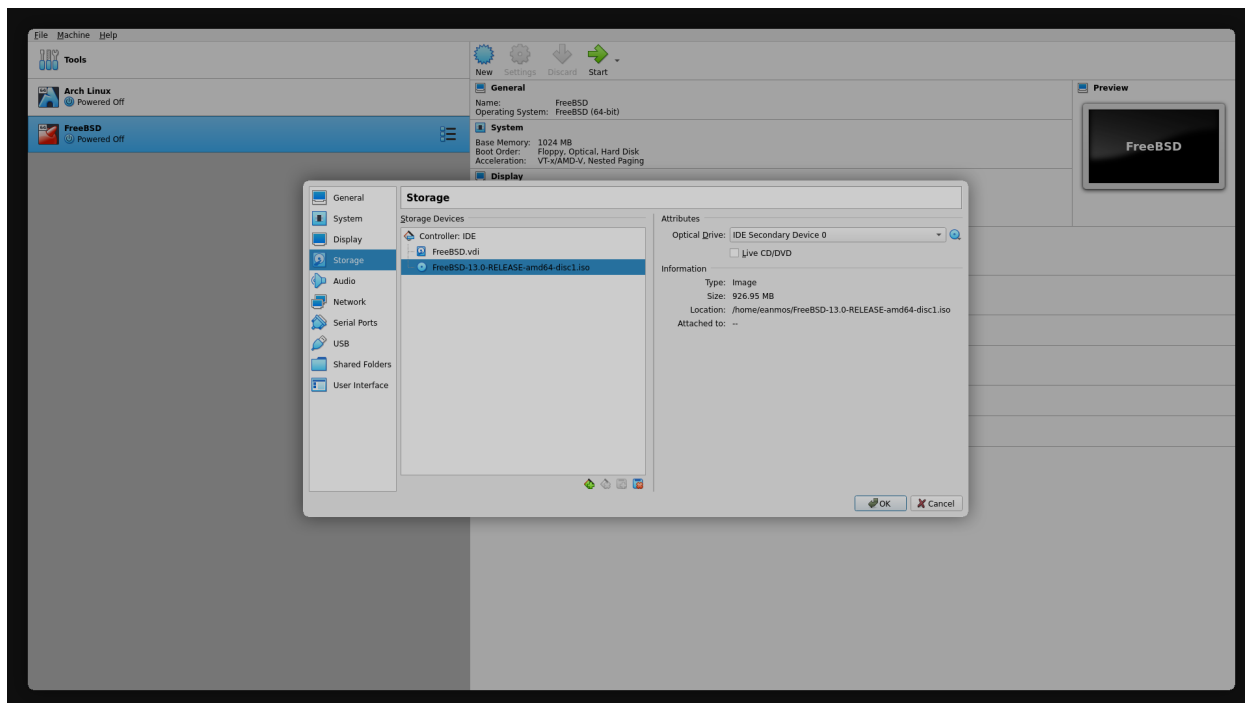 File Machine Help
Tools
New Settings Discard Start
Arch Linux
Powered Off
FreeBSD
Powered Off
General
Name: FreeBSD
Operating System: FreeBSD (64-bit)
System
Base Memory: 1024 MB
Boot Order: Floppy, Optical, Hard Disk
Acceleration: VT-x/AMD-V, Nested Paging
Display
Preview
FreeBSD
General
System
Display
Storage
Audio
Network
Serial Ports
USB
Shared Folders
User Interface
Storage
Storage Devices
Controller: IDE
FreeBSD.vdi
FreeBSD-13.0-RELEASE-amd64-disc1.iso
Attributes
Optical Drive: IDE Secondary Device 0
Live CD/DVD
Information
Type: Image
Size: 926.95 MB
Location: /home/eanmos/FreeBSD-13.0-RELEASE-amd64-disc1.iso
Attached to: --
OK Cancel